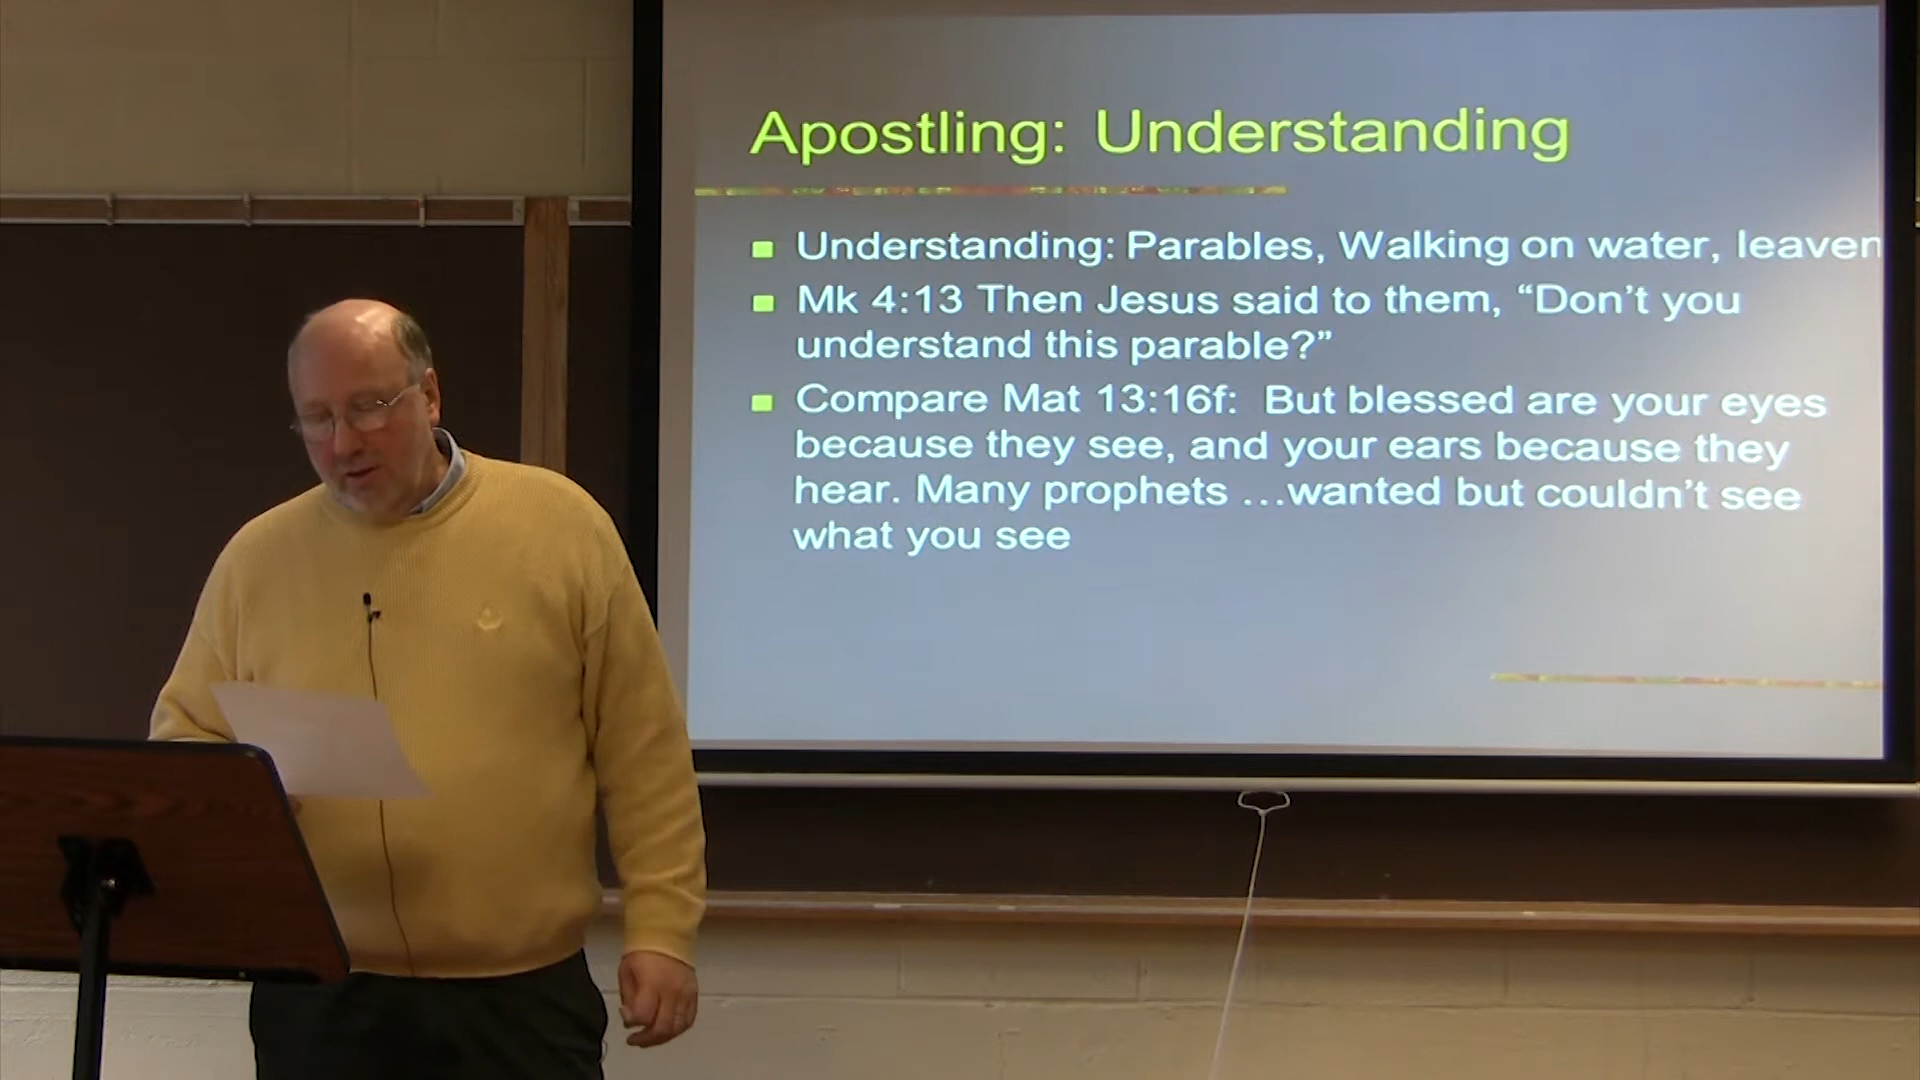 Apostling: Understanding
Understanding: Parables, Walking on water, leaven
Mk 4:13 Then Jesus said to them, “Don’t you
understand this parable?”
Compare Mat 13:16f: But blessed are your eyes
because they see, and your ears because they
hear. Many prophets …wanted but couldn’t see
what you see